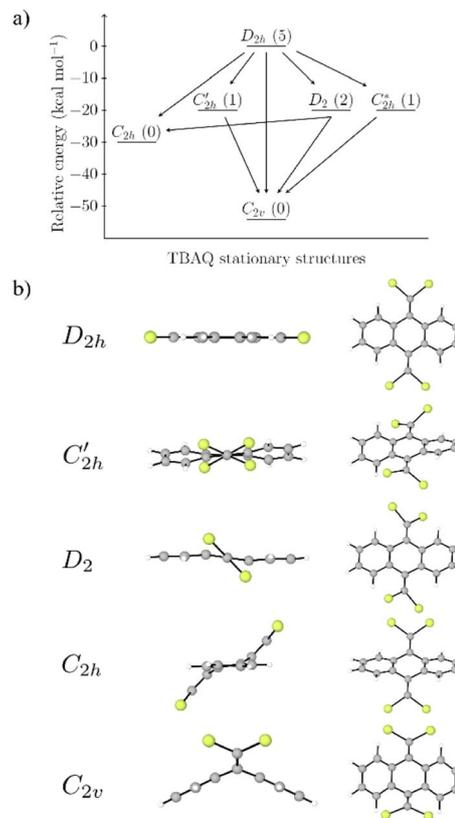 a)
D₂ₕ (5)
0
−10
C′₂ₕ (1)
D₂ (2)
C*₂ₕ (1)
−20
C₂ₕ (0)
−30
−40
C₂ᵥ (0)
−50
Relative energy (kcal mol⁻¹)
TBAQ stationary structures
b)
D₂ₕ
C′₂ₕ
D₂
C₂ₕ
C₂ᵥ